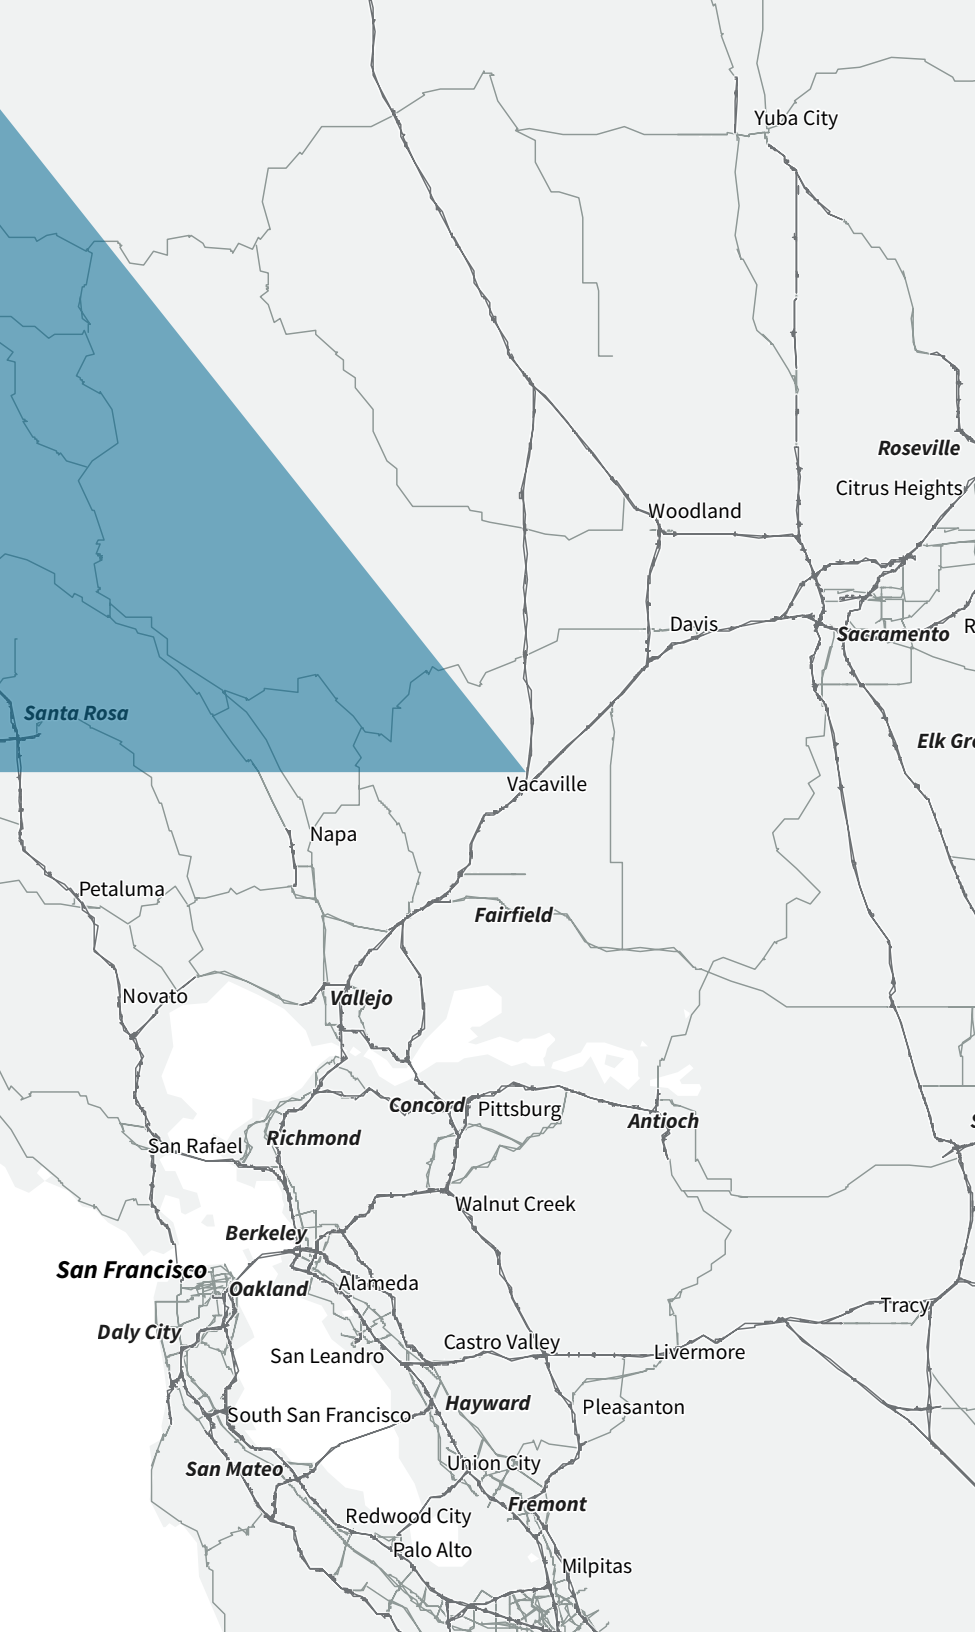 Yuba City
Roseville
Citrus Heights
Woodland
Davis
Sacramento
R
Santa Rosa
Elk Gr
Vacaville
Napa
Petaluma
Fairfield
Novato
Vallejo
Concord
Pittsburg
Antioch
Richmond
San Rafael
Walnut Creek
Berkeley
San Francisco
Oakland
Alameda
Tracy
Daly City
Castro Valley
San Leandro
Livermore
Hayward
Pleasanton
South San Francisco
Union City
San Mateo
Fremont
Redwood City
Palo Alto
Milpitas